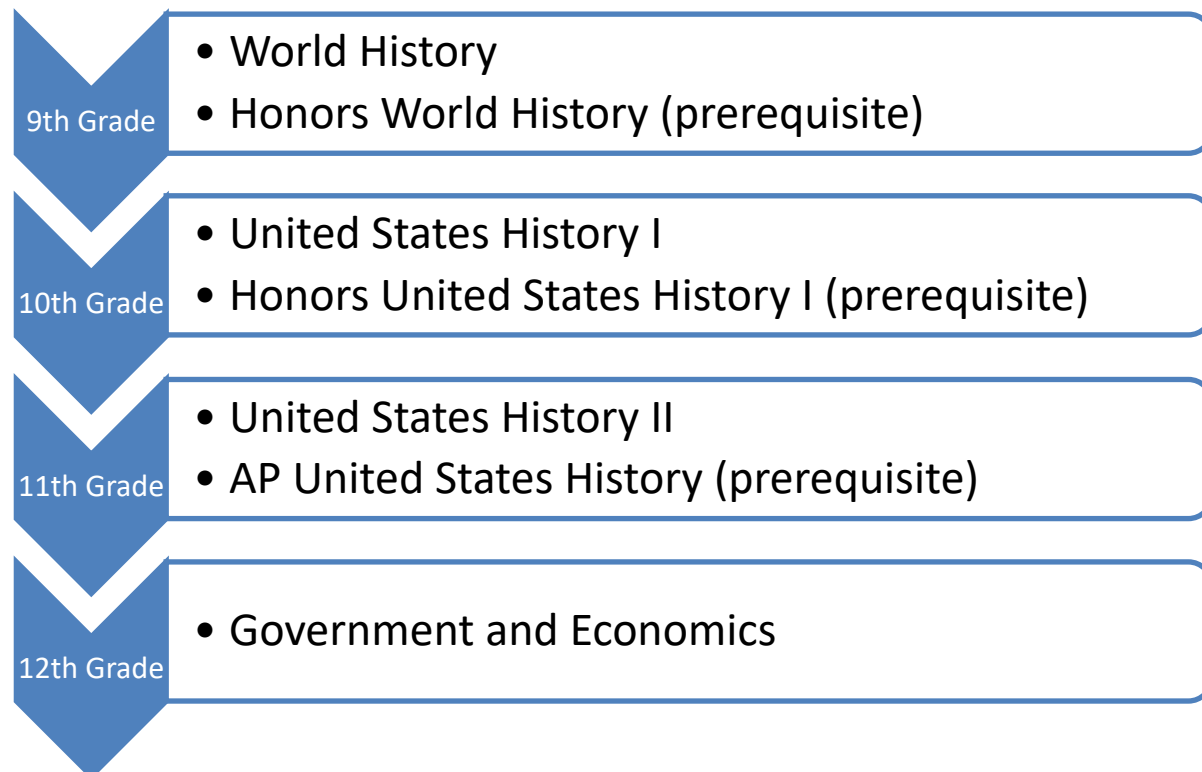 9th Grade
• World History
• Honors World History (prerequisite)
10th Grade
• United States History I
• Honors United States History I (prerequisite)
11th Grade
• United States History II
• AP United States History (prerequisite)
12th Grade
• Government and Economics